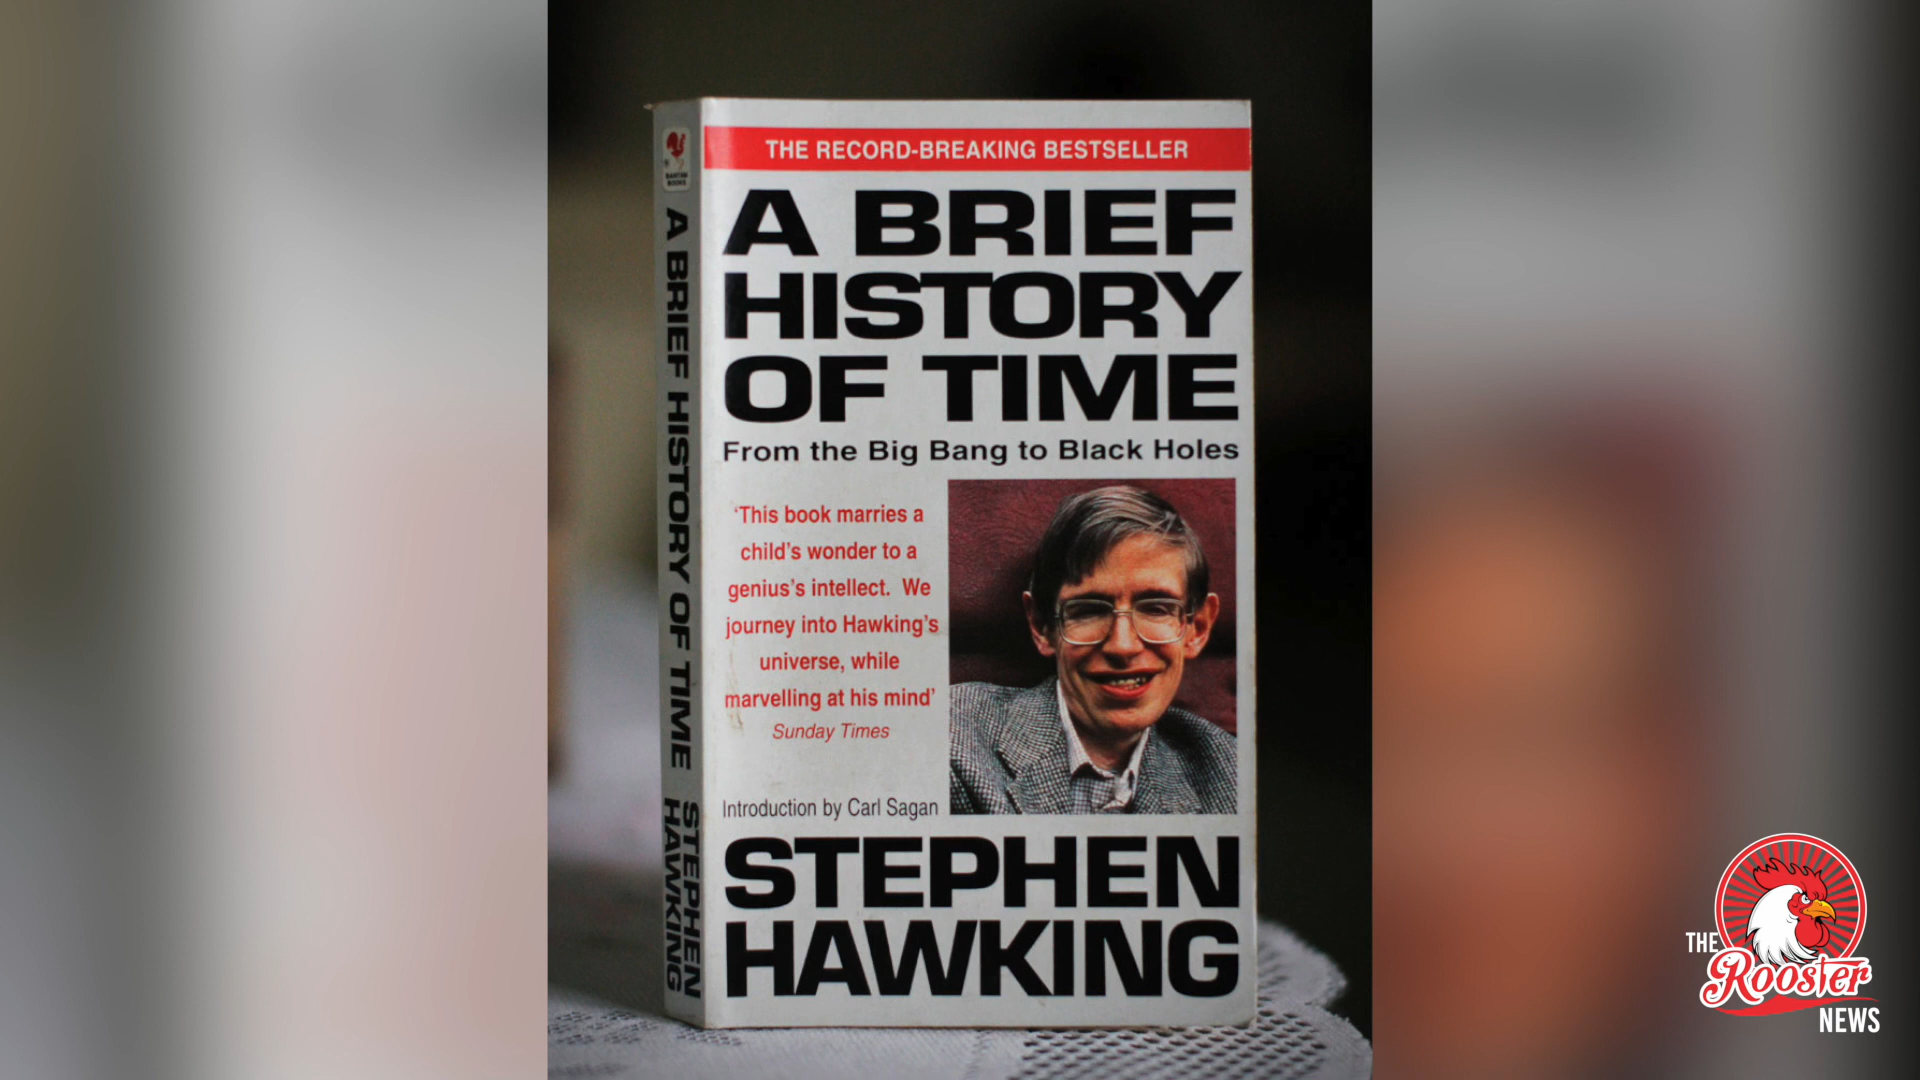 BANTAM
BOOKS
A BRIEF HISTORY OF TIME
STEPHEN
HAWKING
THE RECORD-BREAKING BESTSELLER
A BRIEF
HISTORY
OF TIME
From the Big Bang to Black Holes
‘This book marries a
child’s wonder to a
genius’s intellect. We
journey into Hawking’s
universe, while
marvelling at his mind’
Sunday Times
Introduction by Carl Sagan
STEPHEN
HAWKING
THE
Rooster
NEWS